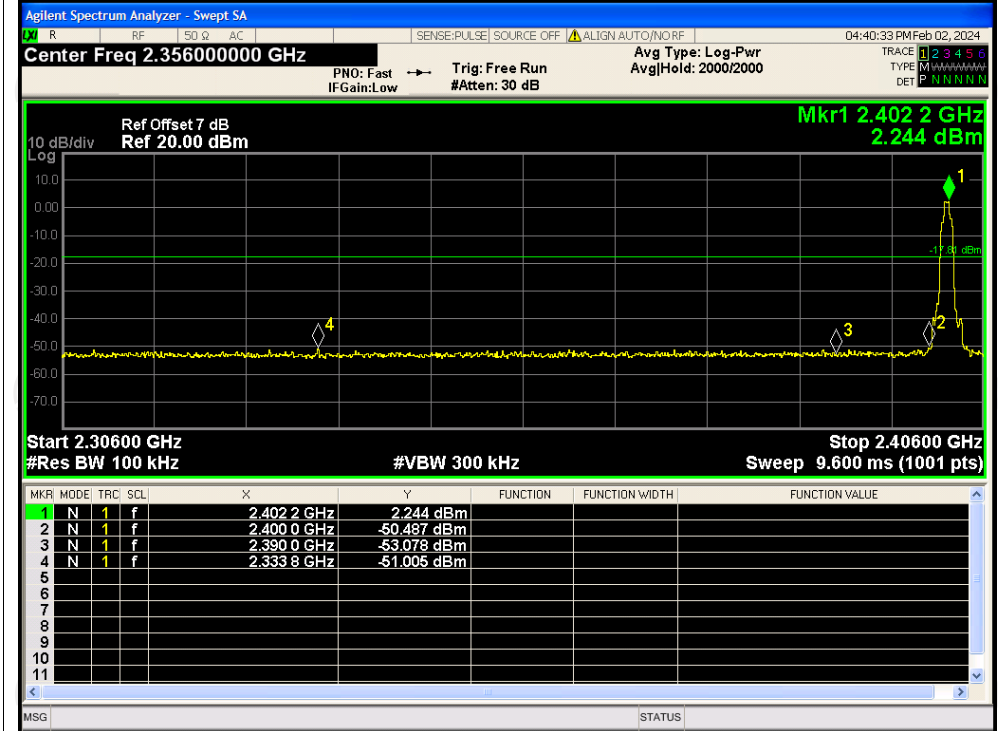 Agilent Spectrum Analyzer - Swept SA
LXI R RF 50 Ω AC SENSE:PULSE SOURCE OFF ALIGN AUTO/NO RF 04:40:33 PM Feb 02, 2024
Center Freq 2.356000000 GHz Avg Type: Log-Pwr TRACE 1 2 3 4 5 6
PNO: Fast Trig: Free Run Avg|Hold: 2000/2000 TYPE M
IFGain:Low #Atten: 30 dB DET P N N N N N
Mkr1 2.402 2 GHz
Ref Offset 7 dB
10 dB/div Ref 20.00 dBm 2.244 dBm
Log
10.0
1
0.00
-10.0
-17.81 dBm
-20.0
-30.0
-40.0
4 3 2
-50.0
-60.0
-70.0
Start 2.30600 GHz Stop 2.40600 GHz
#Res BW 100 kHz #VBW 300 kHz Sweep 9.600 ms (1001 pts)
MKR MODE TRC SCL X Y FUNCTION FUNCTION WIDTH FUNCTION VALUE
1 N 1 f 2.402 2 GHz 2.244 dBm
2 N 1 f 2.400 0 GHz -50.487 dBm
3 N 1 f 2.390 0 GHz -53.078 dBm
4 N 1 f 2.333 8 GHz -51.005 dBm
5
6
7
8
9
10
11
MSG STATUS